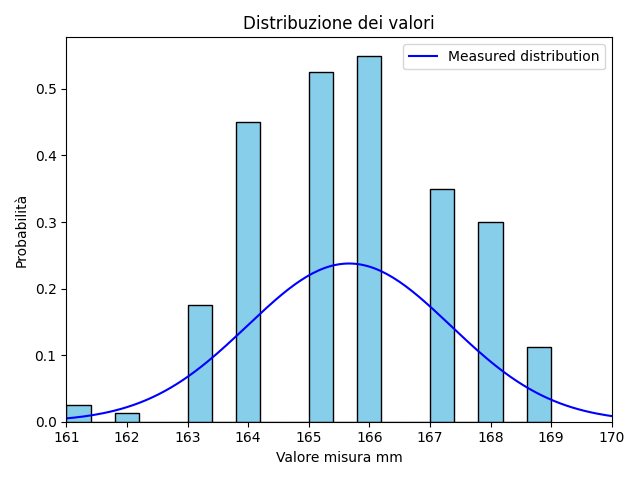 Distribuzione dei valori
Measured distribution
Probabilità
0.5
0.4
0.3
0.2
0.1
0.0
161 162 163 164 165 166 167 168 169 170
Valore misura mm